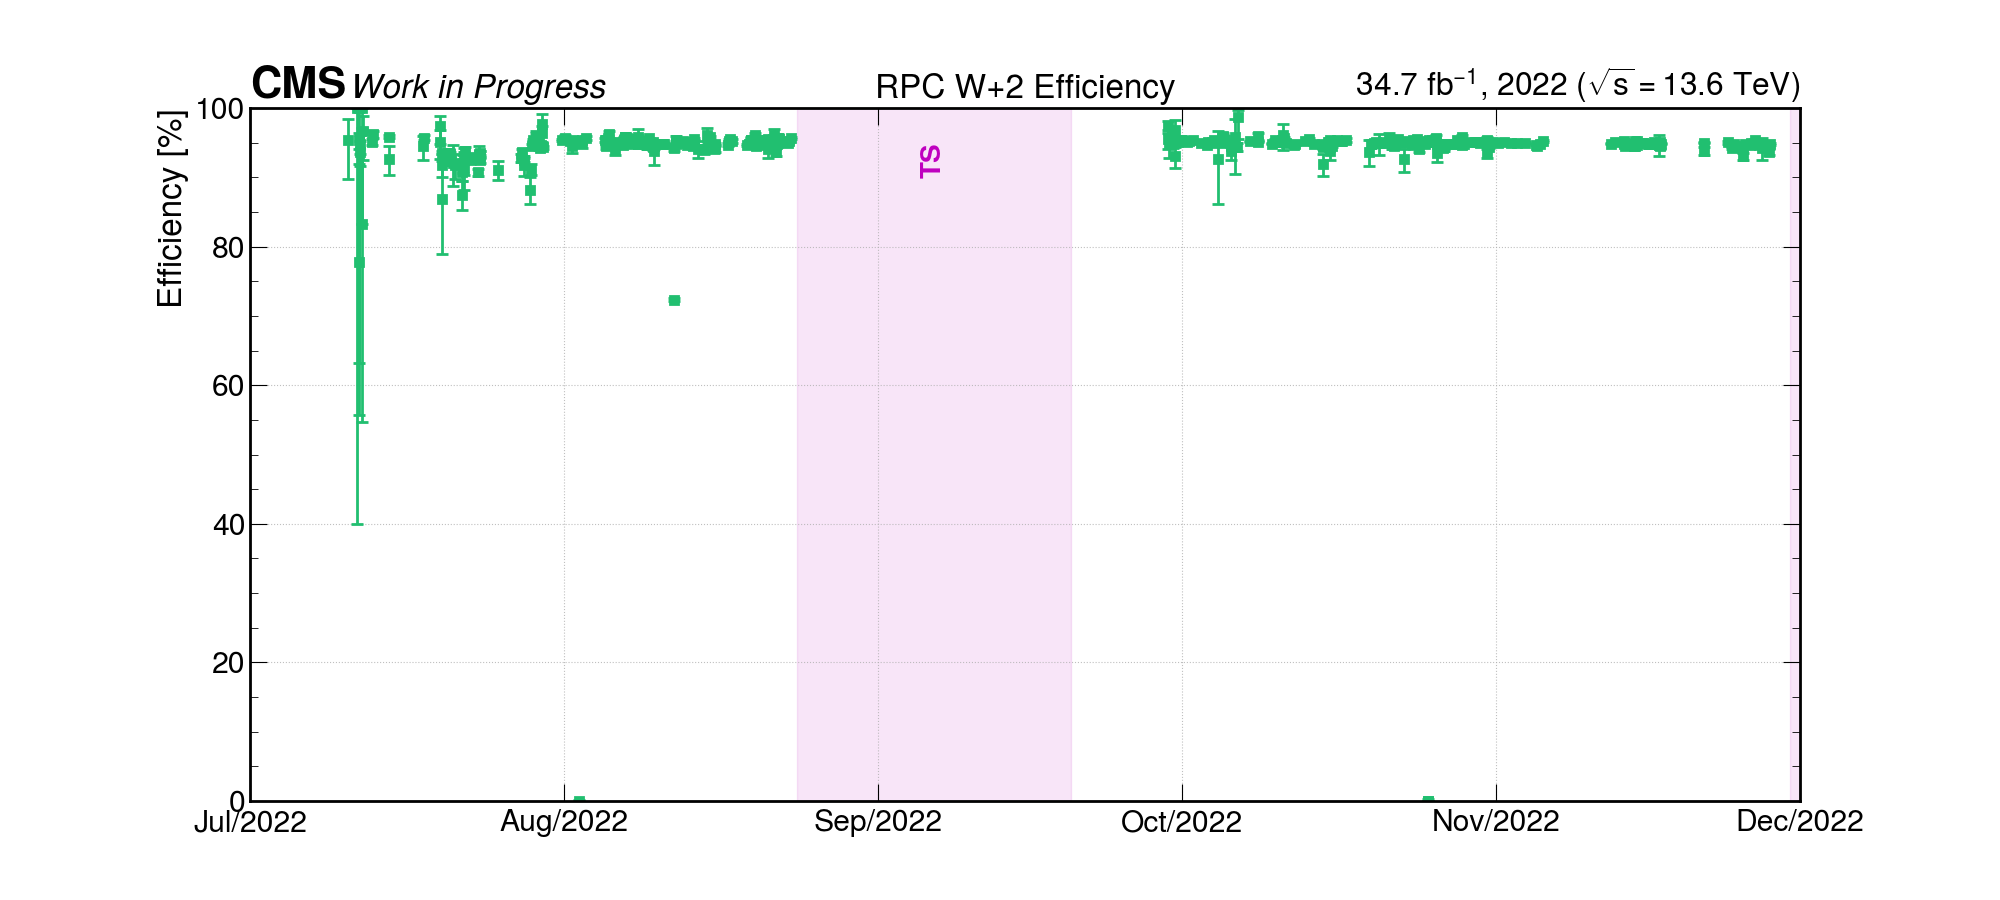 CMS Work in Progress RPC W+2 Efficiency 34.7 fb⁻¹, 2022 (√s = 13.6 TeV)
Efficiency [%]
100
80
60
40
20
0
TS
Jul/2022 Aug/2022 Sep/2022 Oct/2022 Nov/2022 Dec/2022